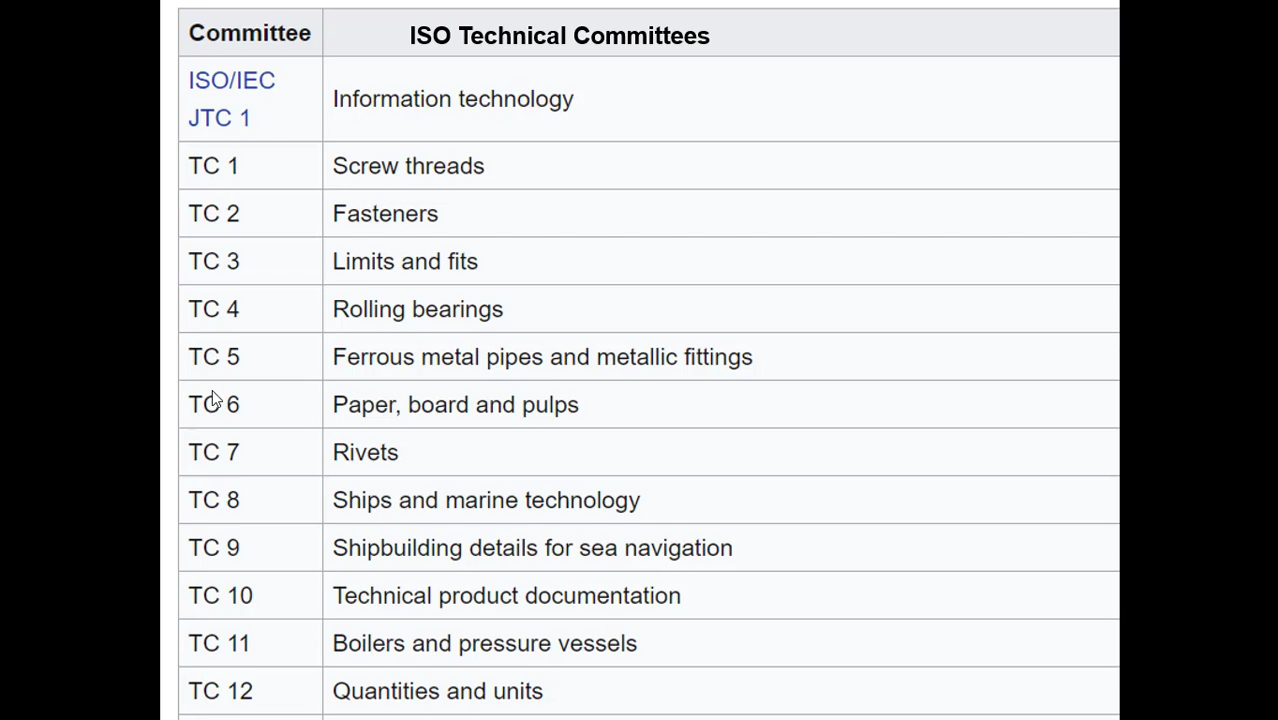 Committee ISO Technical Committees
ISO/IEC
JTC 1 Information technology
TC 1 Screw threads
TC 2 Fasteners
TC 3 Limits and fits
TC 4 Rolling bearings
TC 5 Ferrous metal pipes and metallic fittings
TC 6 Paper, board and pulps
TC 7 Rivets
TC 8 Ships and marine technology
TC 9 Shipbuilding details for sea navigation
TC 10 Technical product documentation
TC 11 Boilers and pressure vessels
TC 12 Quantities and units